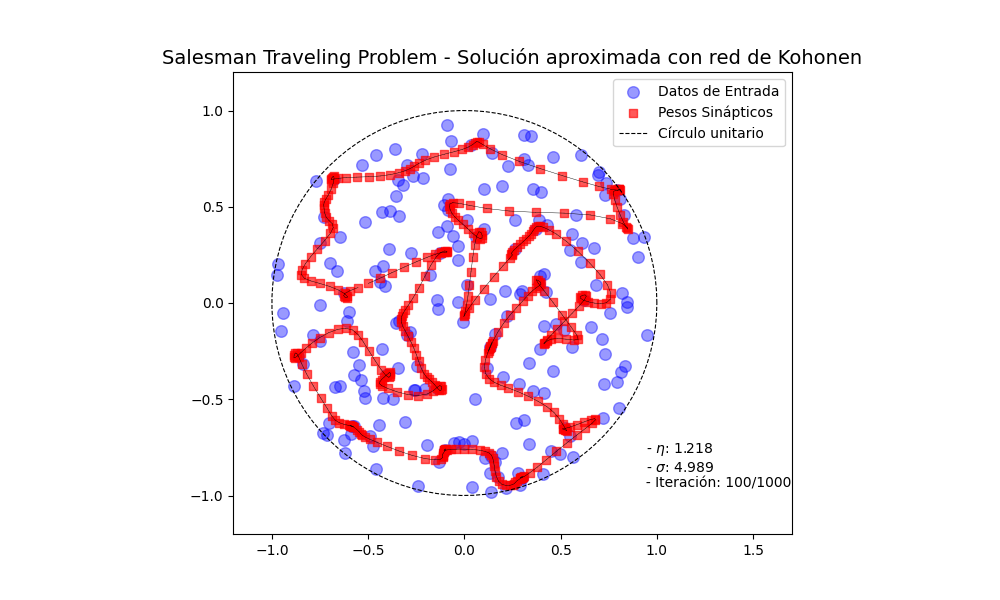 Salesman Traveling Problem - Solución aproximada con red de Kohonen
Datos de Entrada
Pesos Sinápticos
Círculo unitario
1.0
0.5
0.0
−0.5
−1.0
- η: 1.218
- σ: 4.989
- Iteración: 100/1000
−1.0
−0.5
0.0
0.5
1.0
1.5